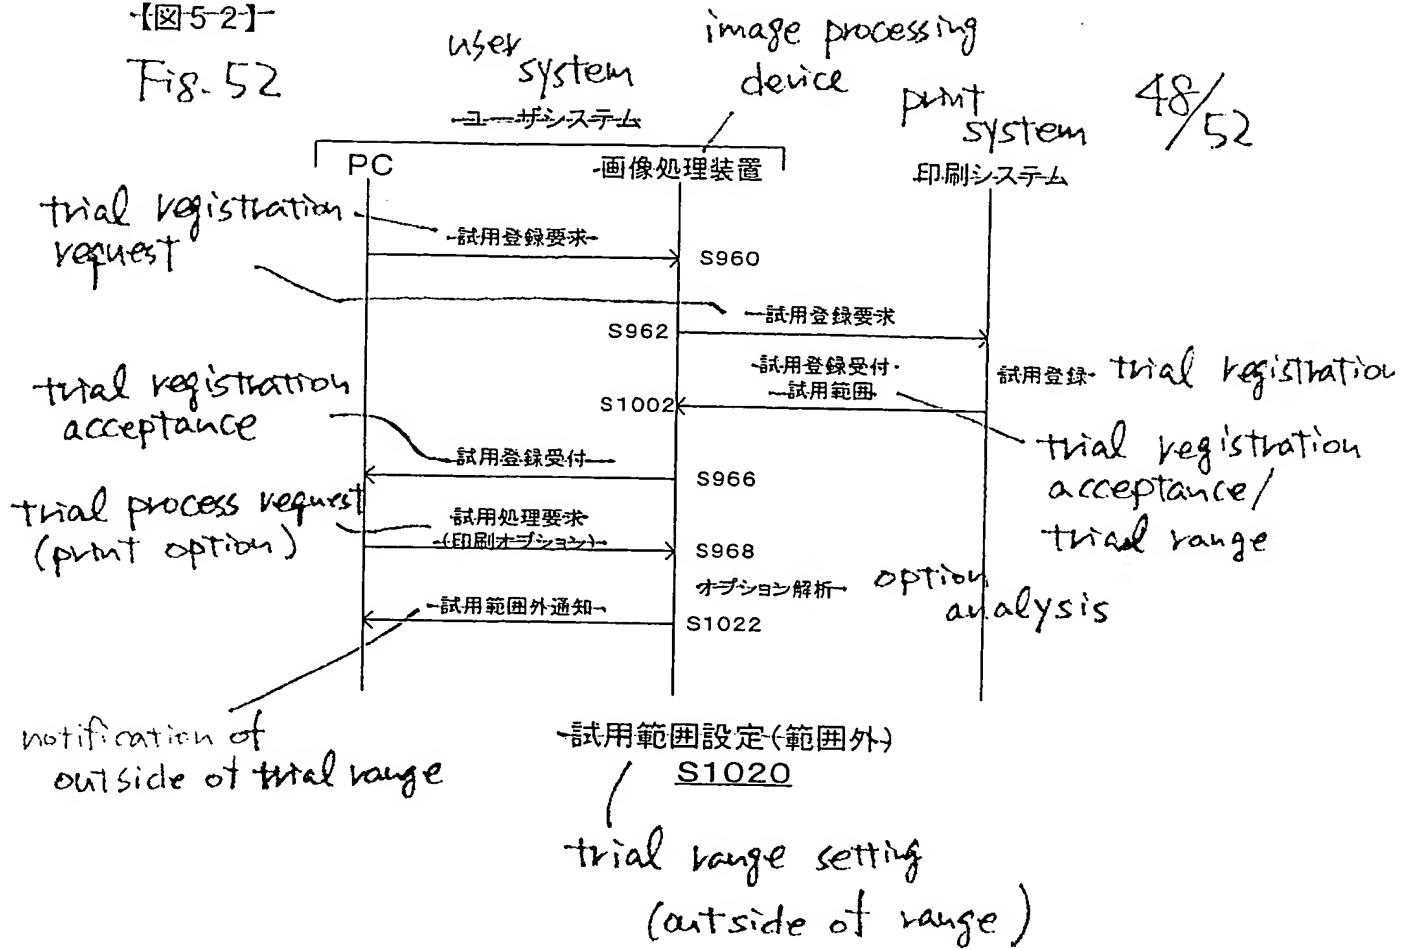 【図52】
Fig. 52
user
system
image processing
device
print
system
48/52
ユーザシステム
PC
画像処理装置
印刷システム
trial registration
request
試用登録要求
S960
試用登録要求
S962
trial registration
acceptance
試用登録受付・
試用範囲
S1002
試用登録
trial registration
trial registration
acceptance/
trial range
試用登録受付
S966
trial process request
(print option)
試用処理要求
(印刷オプション)
S968
オプション解析
option
analysis
試用範囲外通知
S1022
notification of
outside of trial range
試用範囲設定(範囲外)
S1020
trial range setting
(outside of range)